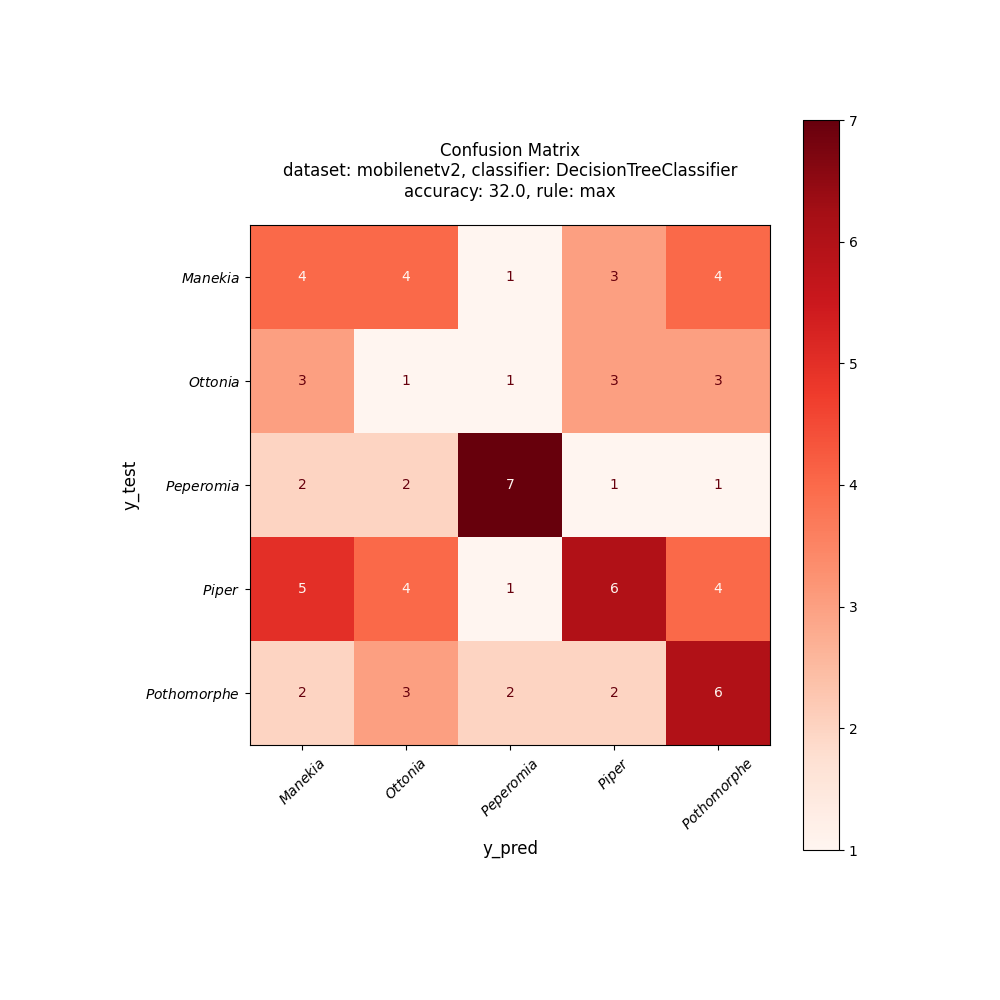 Confusion Matrix
dataset: mobilenetv2, classifier: DecisionTreeClassifier
accuracy: 32.0, rule: max
y_test
Manekia 4 4 1 3 4
Ottonia 3 1 1 3 3
Peperomia 2 2 7 1 1
Piper 5 4 1 6 4
Pothomorphe 2 3 2 2 6
Manekia Ottonia Peperomia Piper Pothomorphe
y_pred
7
6
5
4
3
2
1